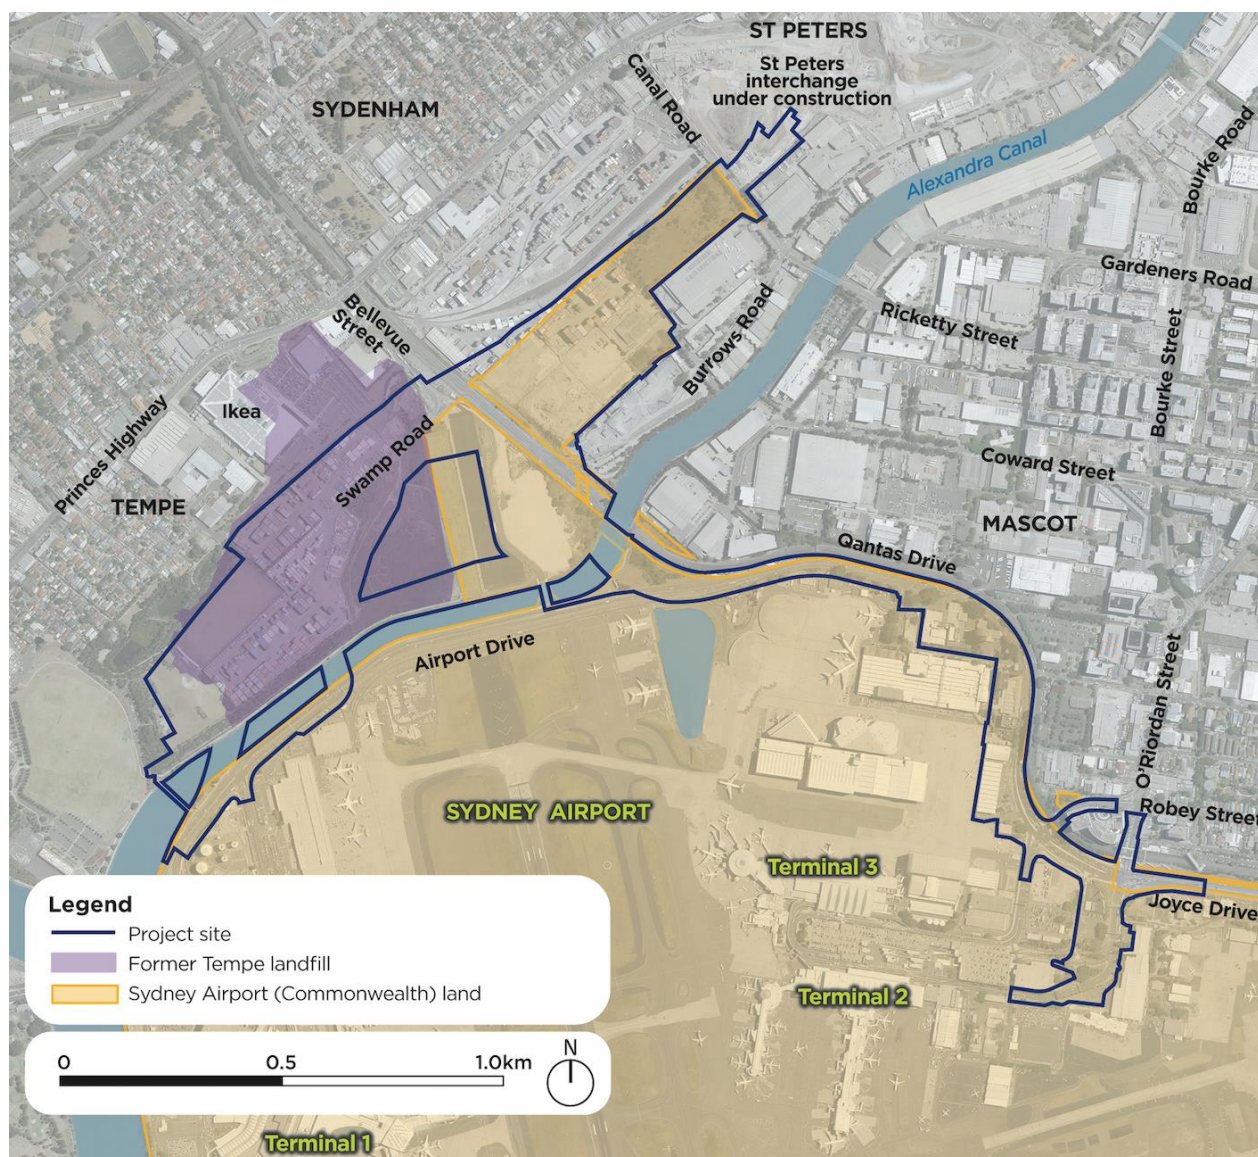 ST PETERS
St Peters
interchange
under construction
Canal Road
SYDENHAM
Alexandra Canal
Bourke Road
Gardeners Road
Bellevue
Street
Ricketty Street
Burrows Road
Bourke Street
Ikea
Princes Highway
Swamp Road
Coward Street
TEMPE
MASCOT
Qantas Drive
Airport Drive
O'Riordan Street
SYDNEY AIRPORT
Robey Street
Terminal 3
Joyce Drive
Terminal 2
Legend
Project site
Former Tempe landfill
Sydney Airport (Commonwealth) land
0 0.5 1.0km
N
Terminal 1